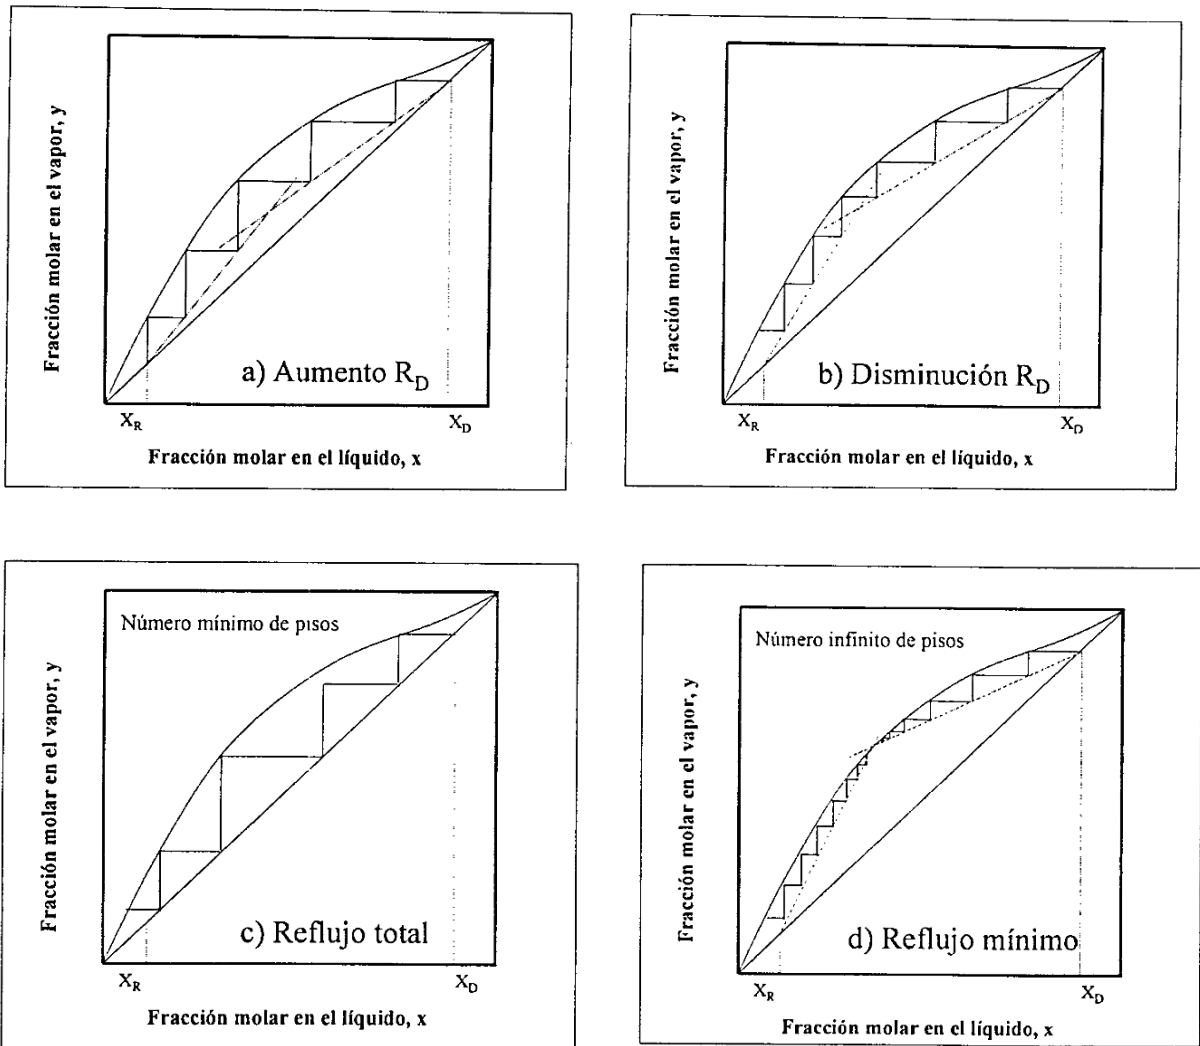 Fracción molar en el vapor, y
a) Aumento R_D
X_R
X_D
Fracción molar en el líquido, x
Fracción molar en el vapor, y
b) Disminución R_D
X_R
X_D
Fracción molar en el líquido, x
Número mínimo de pisos
Fracción molar en el vapor, y
c) Reflujo total
X_R
X_D
Fracción molar en el líquido, x
Número infinito de pisos
Fracción molar en el vapor, y
d) Reflujo mínimo
X_R
X_D
Fracción molar en el líquido, x